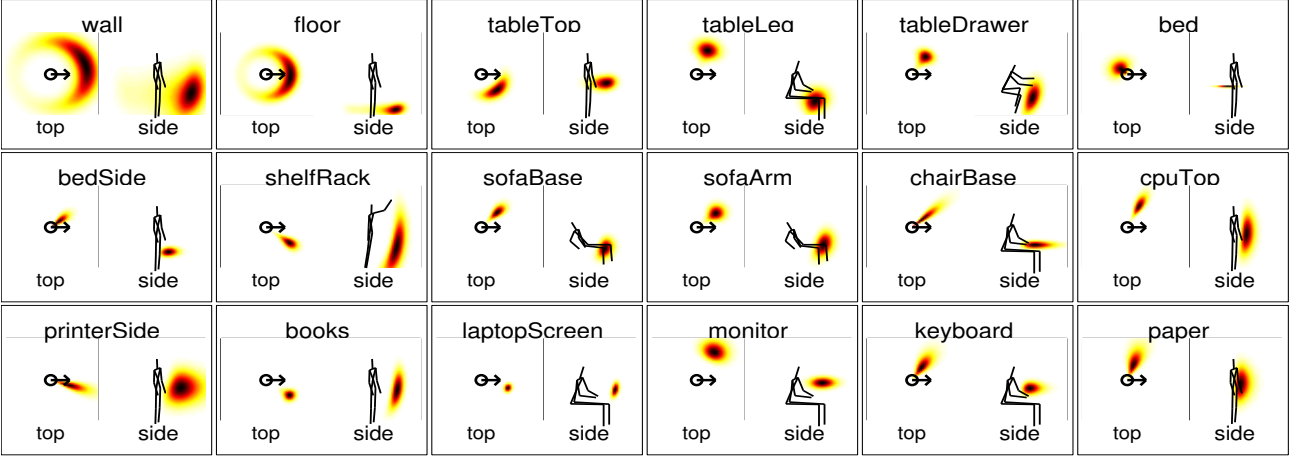 wall floor tableTop tableLeg tableDrawer bed
top side top side top side top side top side top side
bedSide shelfRack sofaBase sofaArm chairBase cpuTop
top side top side top side top side top side top side
printerSide books laptopScreen monitor keyboard paper
top side top side top side top side top side top side